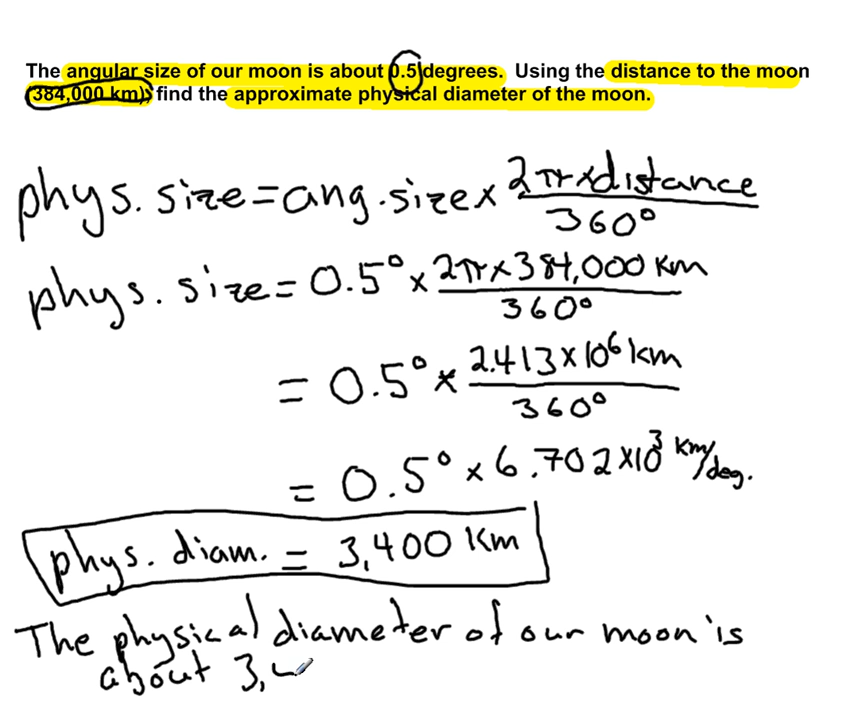 The angular size of our moon is about 0.5 degrees. Using the distance to the moon
(384,000 km), find the approximate physical diameter of the moon.
phys. size = ang. size x 2π x distance / 360°
phys. size = 0.5° x 2π x 384,000 km / 360°
= 0.5° x 2.413 x 10⁶ km / 360°
= 0.5° x 6.702 x 10³ km/deg.
phys. diam. = 3,400 km
The physical diameter of our moon is
about 3,4